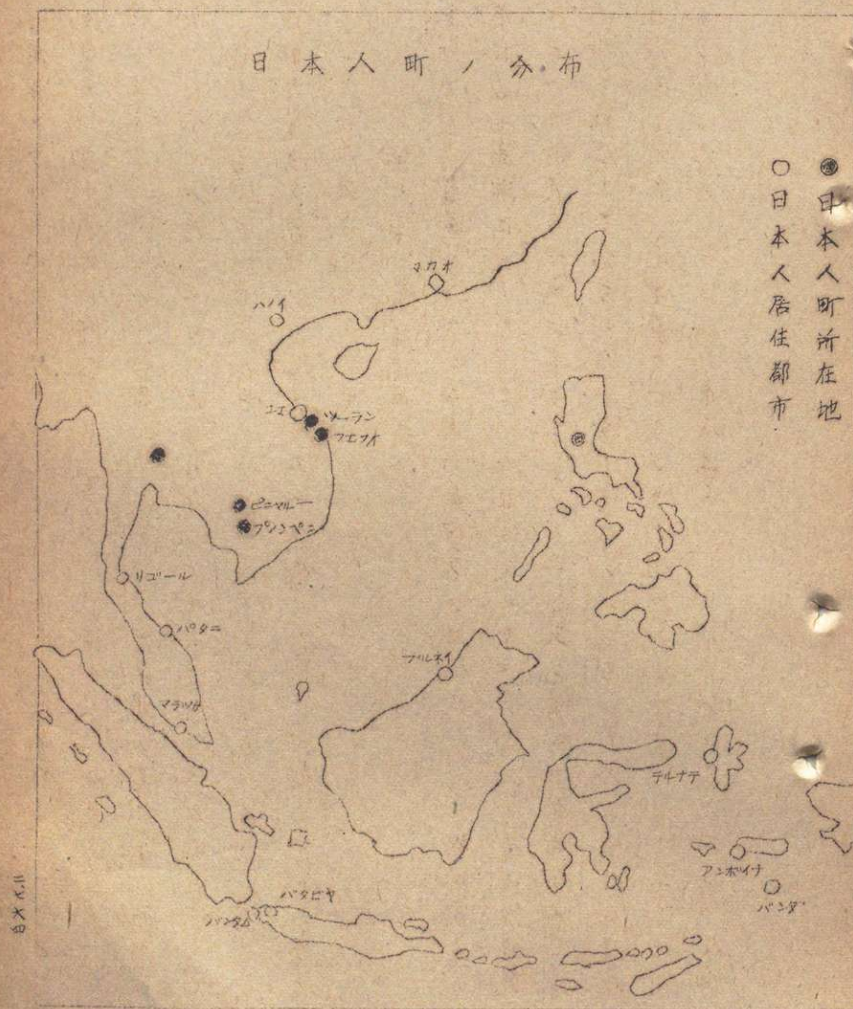 日本人町ノ分布
◎日本人町所在地
○日本人居住都市
マカオ
ハノイ
ユエ
ツーラン
フエフオ
ピニャルー
プノンペン
リゴール
パタニ
マラッカ
ブルネイ
テルナテ
アンボイナ
バンダ
バタビヤ
バンタム